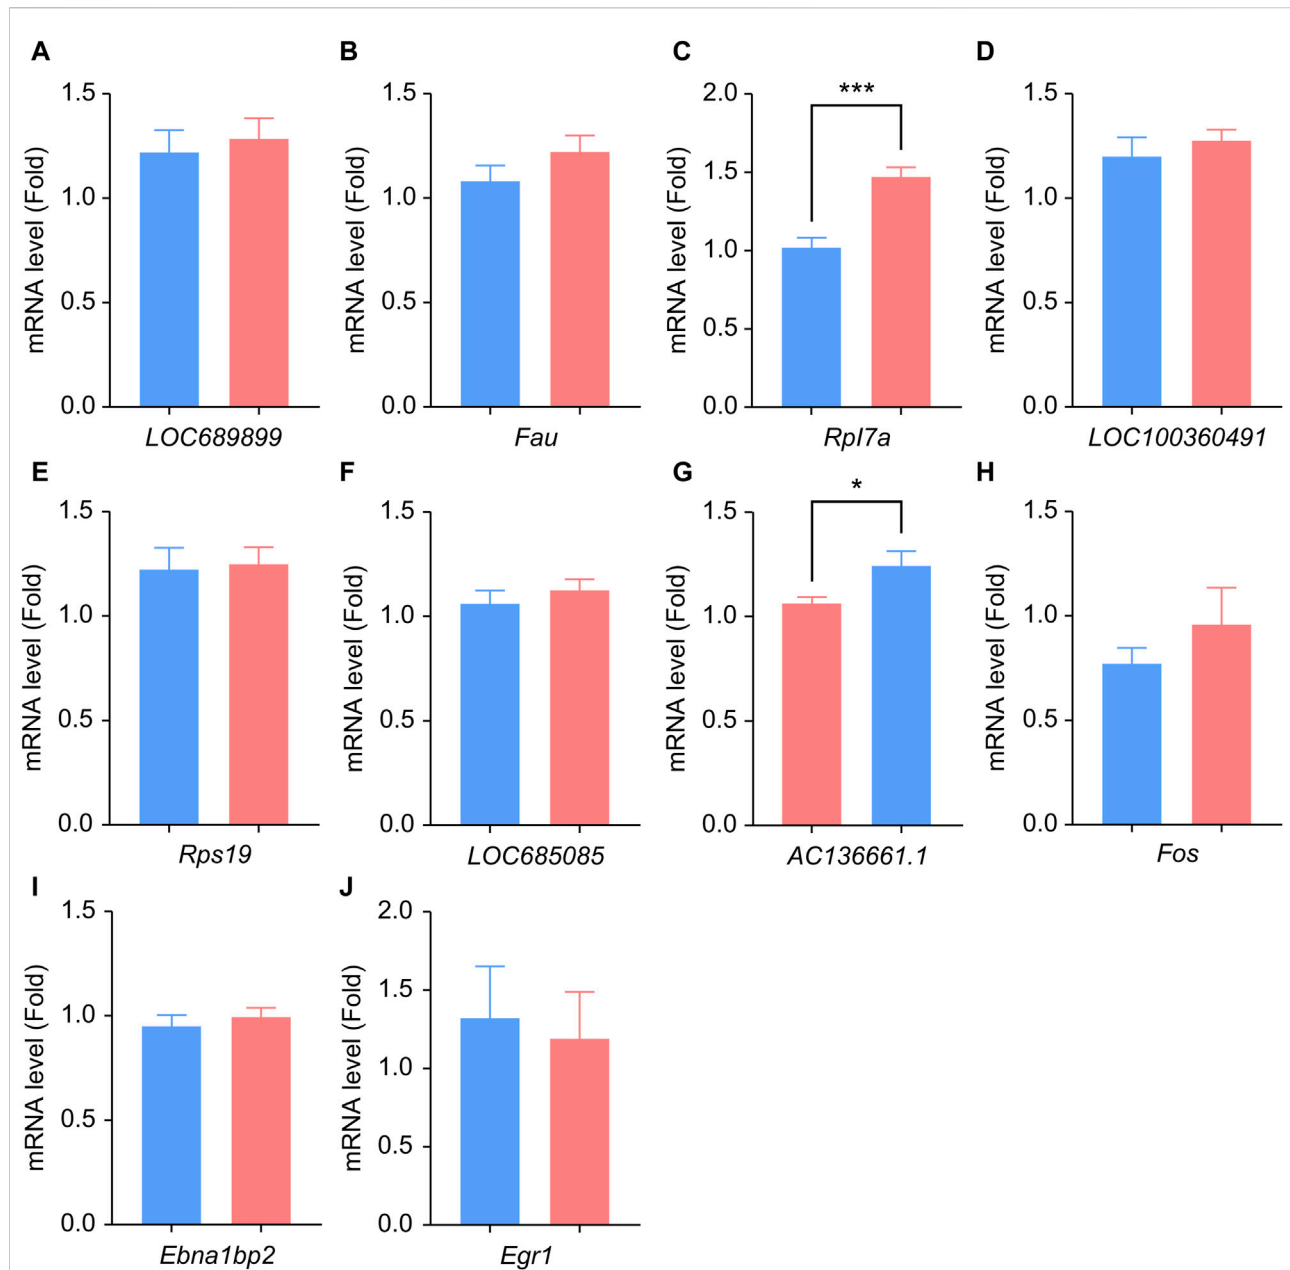 A
mRNA level (Fold)
1.5
1.0
0.5
0.0
LOC689899
B
mRNA level (Fold)
1.5
1.0
0.5
0.0
Fau
C
mRNA level (Fold)
2.0
1.5
1.0
0.5
0.0
***
Rpl7a
D
mRNA level (Fold)
1.5
1.0
0.5
0.0
LOC100360491
E
mRNA level (Fold)
1.5
1.0
0.5
0.0
Rps19
F
mRNA level (Fold)
1.5
1.0
0.5
0.0
LOC685085
G
mRNA level (Fold)
1.5
1.0
0.5
0.0
*
AC136661.1
H
mRNA level (Fold)
1.5
1.0
0.5
0.0
Fos
I
mRNA level (Fold)
1.5
1.0
0.5
0.0
Ebna1bp2
J
mRNA level (Fold)
2.0
1.5
1.0
0.5
0.0
Egr1